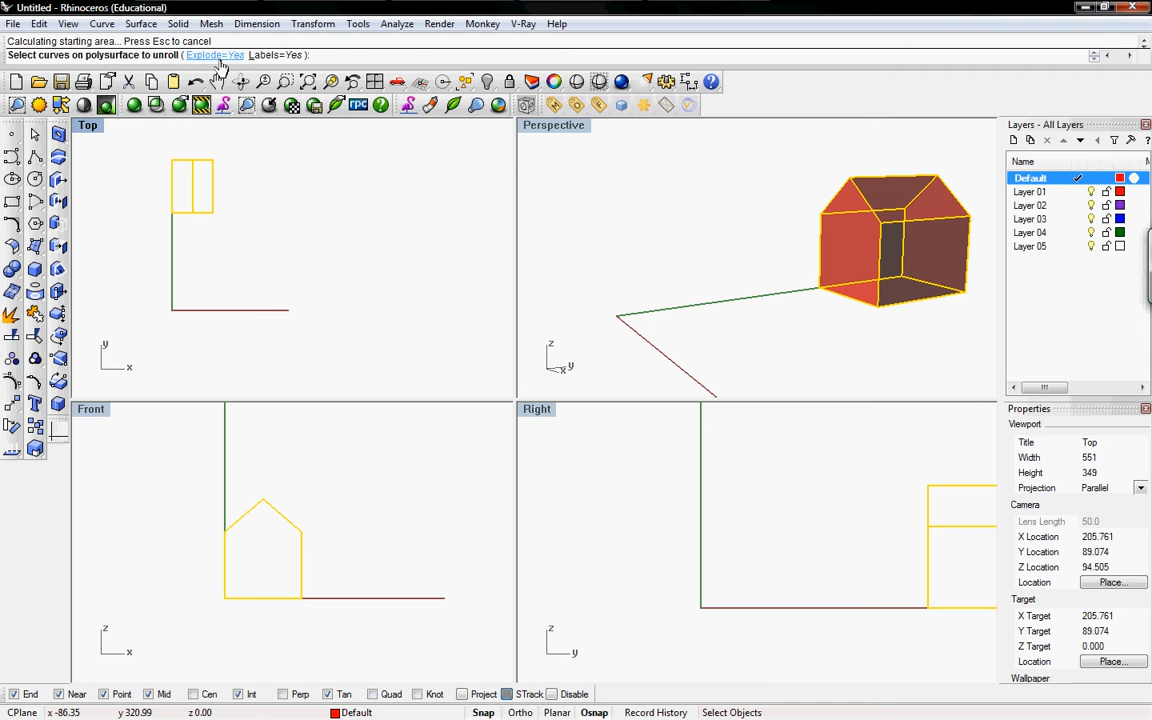 Untitled - Rhinoceros (Educational)
File Edit View Curve Surface Solid Mesh Dimension Transform Tools Analyze Render Monkey V-Ray Help
Calculating starting area... Press Esc to cancel
Select curves on polysurface to unroll ( Explode=Yes Labels=Yes ):
rpc
Top
Perspective
Layers - All Layers
Name
Default
Layer 01
Layer 02
Layer 03
Layer 04
Layer 05
y
x
z
y
x
Front
Right
Properties
Viewport
Title Top
Width 551
Height 349
Projection Parallel
Camera
Lens Length 50.0
X Location 205.761
Y Location 89.074
Z Location 94.505
Location Place...
Target
X Target 205.761
Y Target 89.074
Z Target 0.000
Location Place...
Wallpaper
z
x
z
y
End Near Point Mid Cen Int Perp Tan Quad Knot Project STrack Disable
CPlane x -86.35 y 320.99 z 0.00 Default Snap Ortho Planar Osnap Record History Select Objects